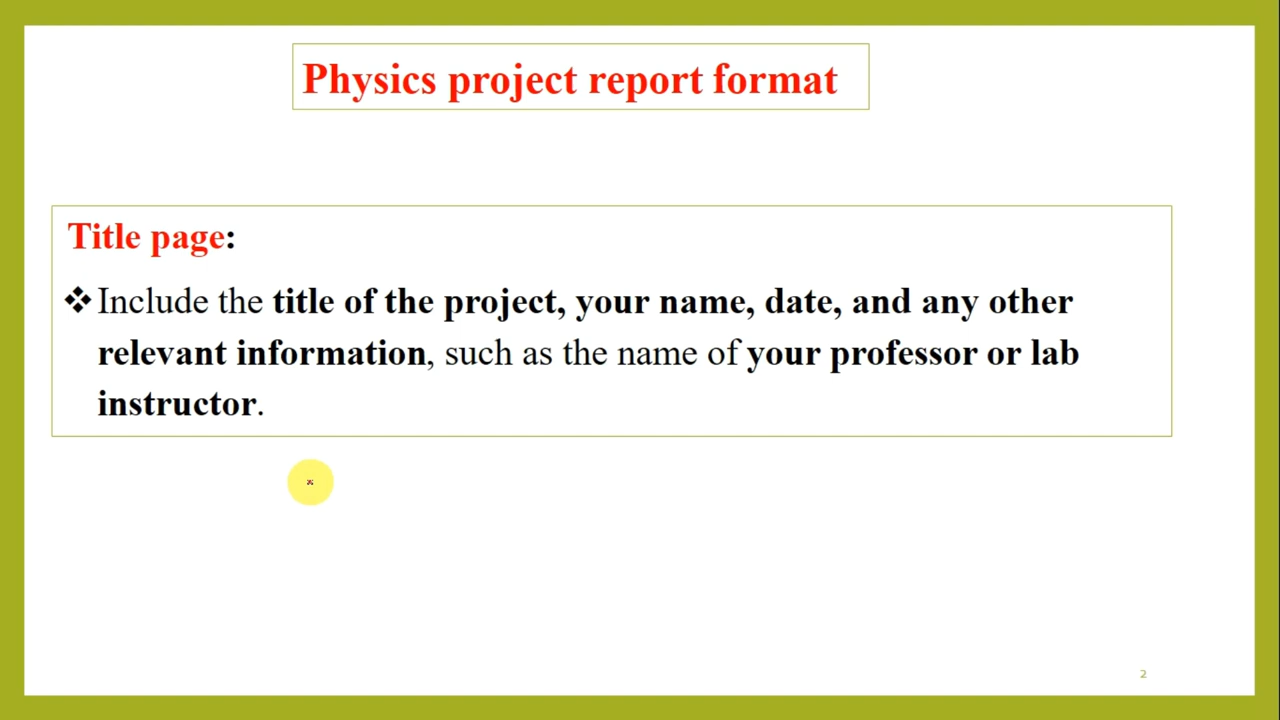 Physics project report format
Title page:
❖Include the title of the project, your name, date, and any other
relevant information, such as the name of your professor or lab
instructor.
2